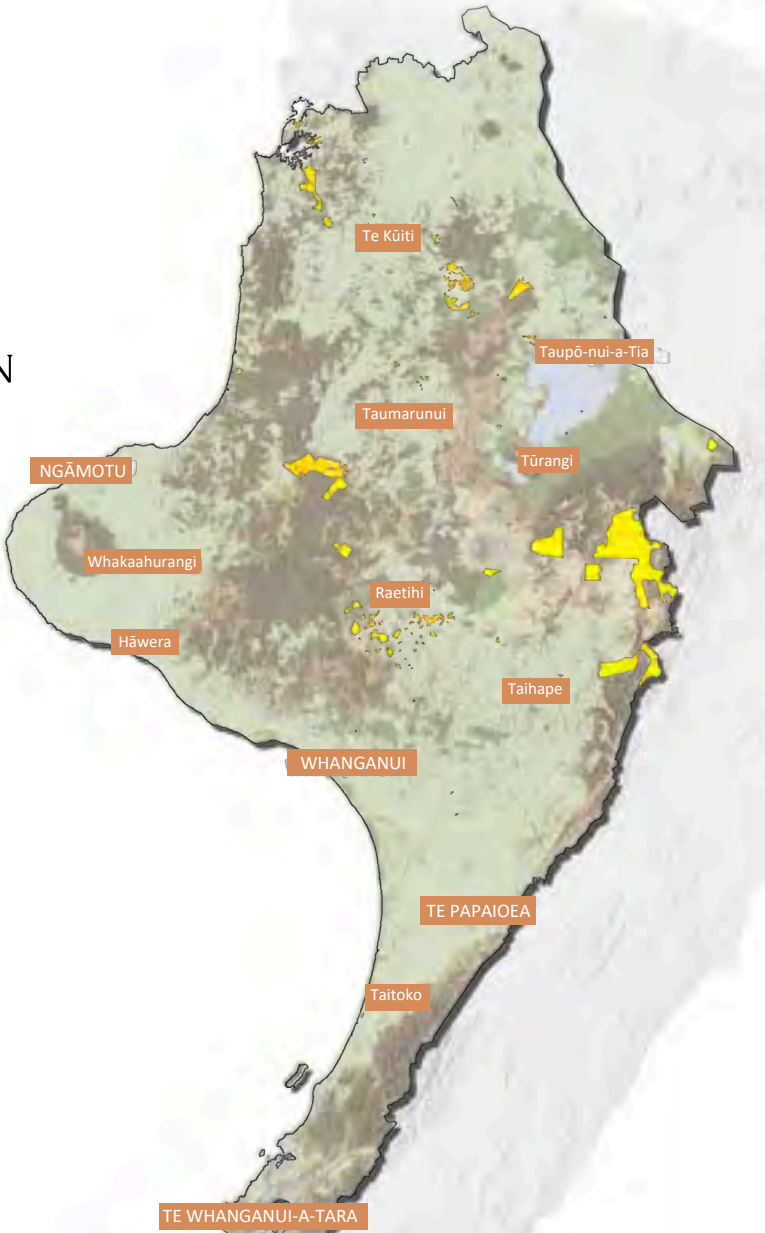 Te Kūiti
N
Taupō-nui-a-Tia
Taumarunui
NGĀMOTU
Tūrangi
Whakaahurangi
Raetihi
Hāwera
Taihape
WHANGANUI
TE PAPAIOEA
Taitoko
TE WHANGANUI-A-TARA